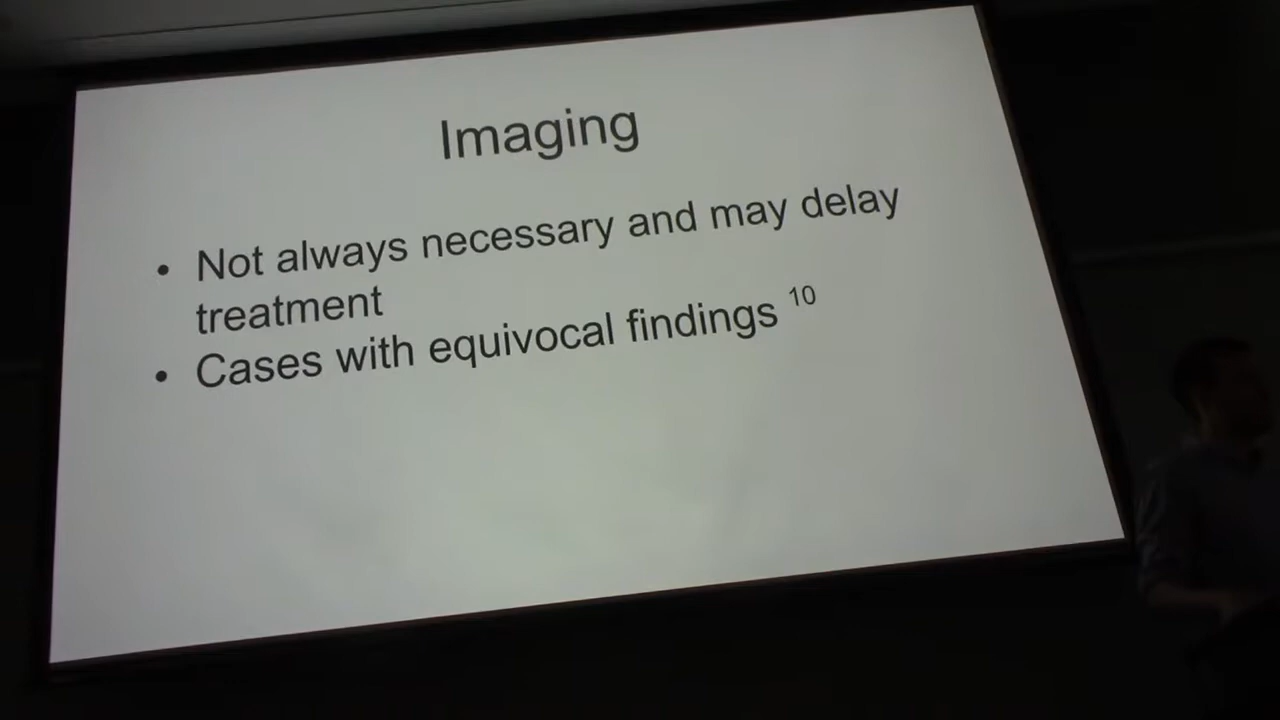 Imaging
• Not always necessary and may delay
treatment
• Cases with equivocal findings 10